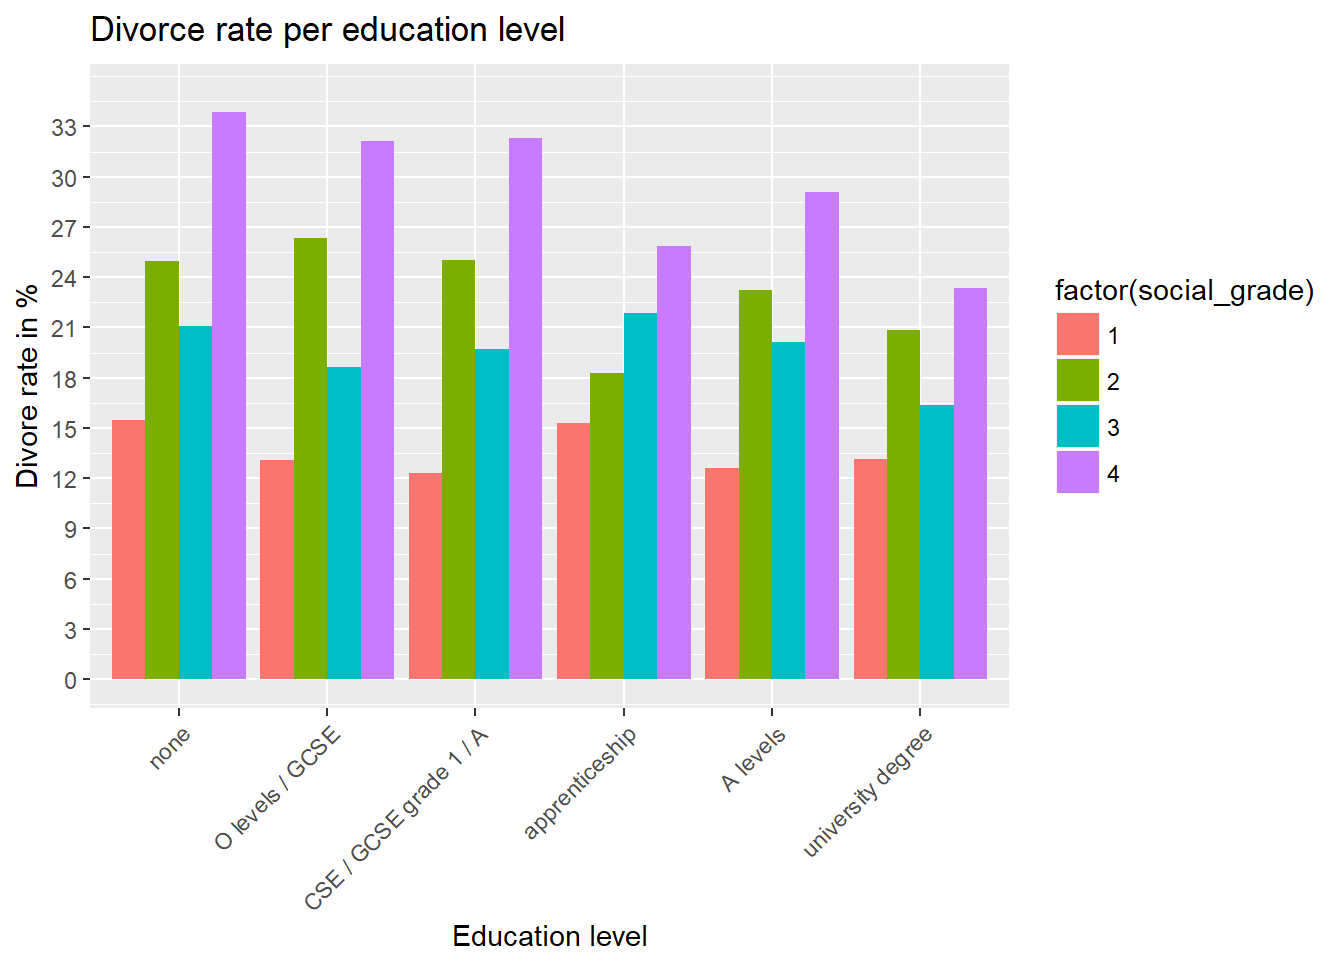 Divorce rate per education level
Divore rate in %
33
30
27
24
21
18
15
12
9
6
3
0
none
O levels / GCSE
CSE / GCSE grade 1 / A
apprenticeship
A levels
university degree
Education level
factor(social_grade)
1
2
3
4